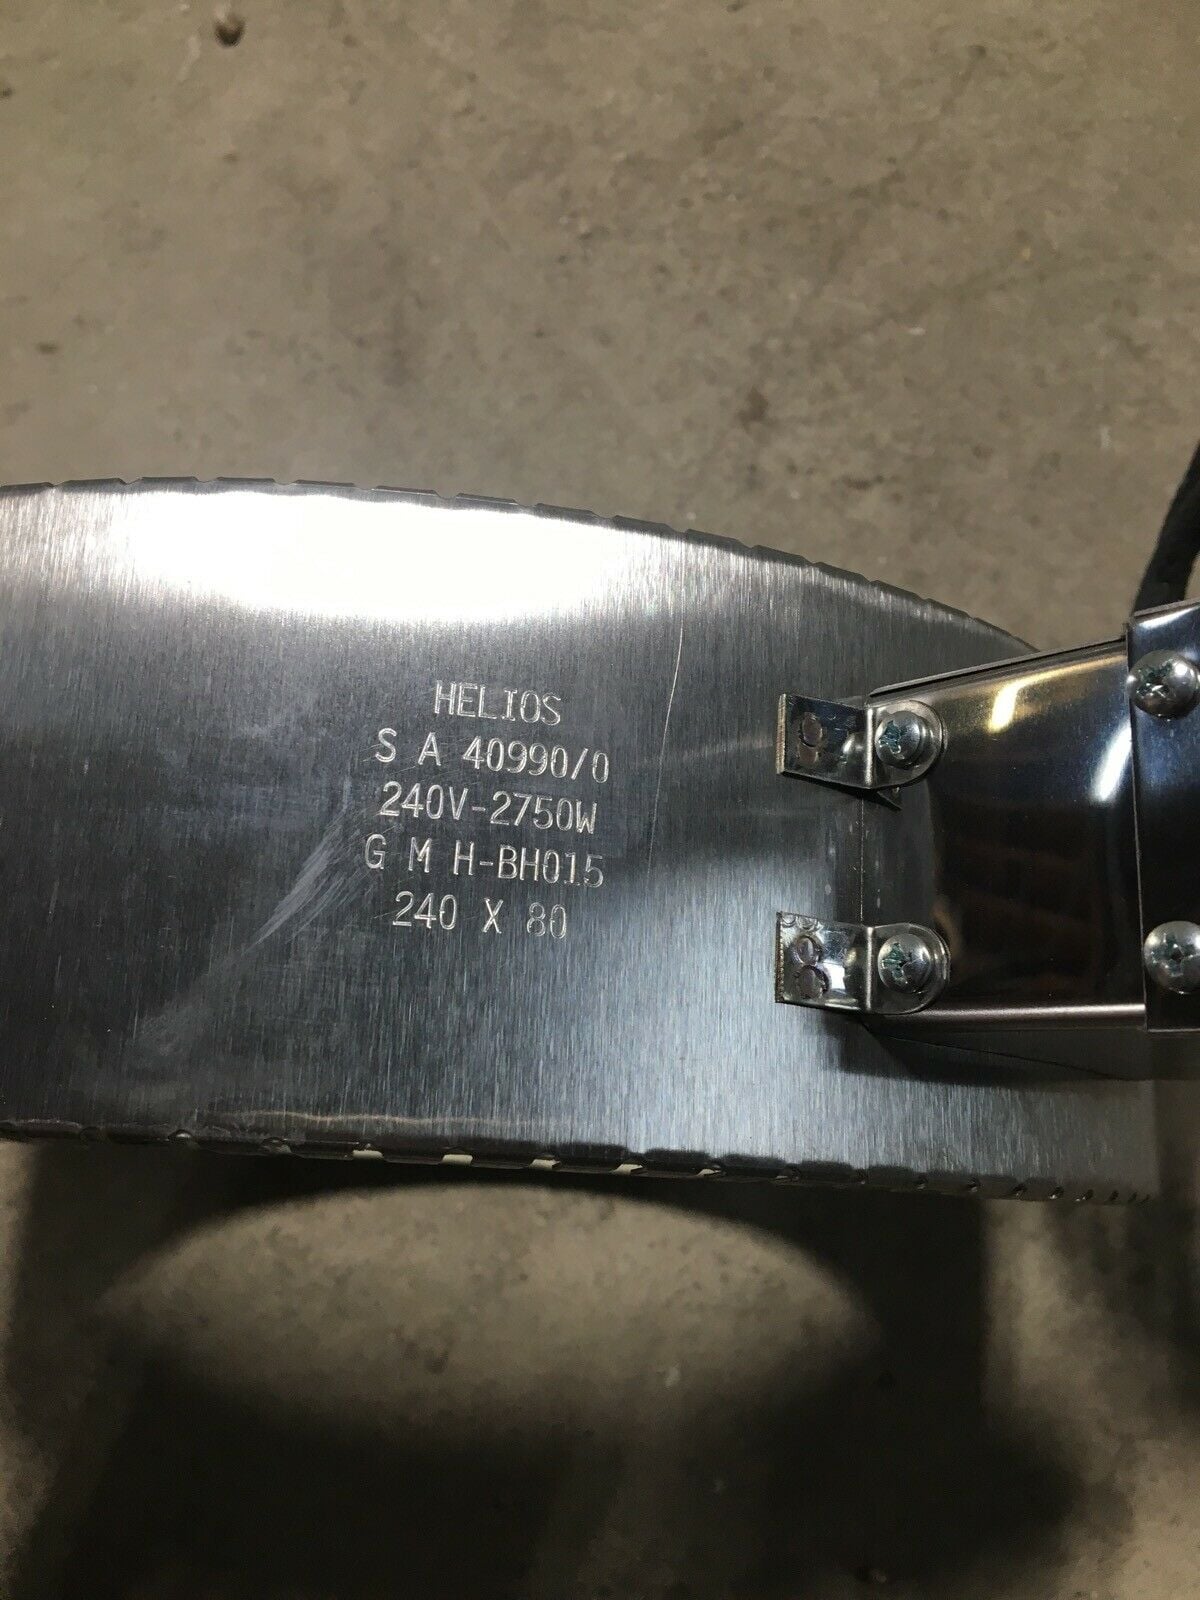 HELIOS
S A 40990/0
240V-2750W
G M H-BH015
240 X 80